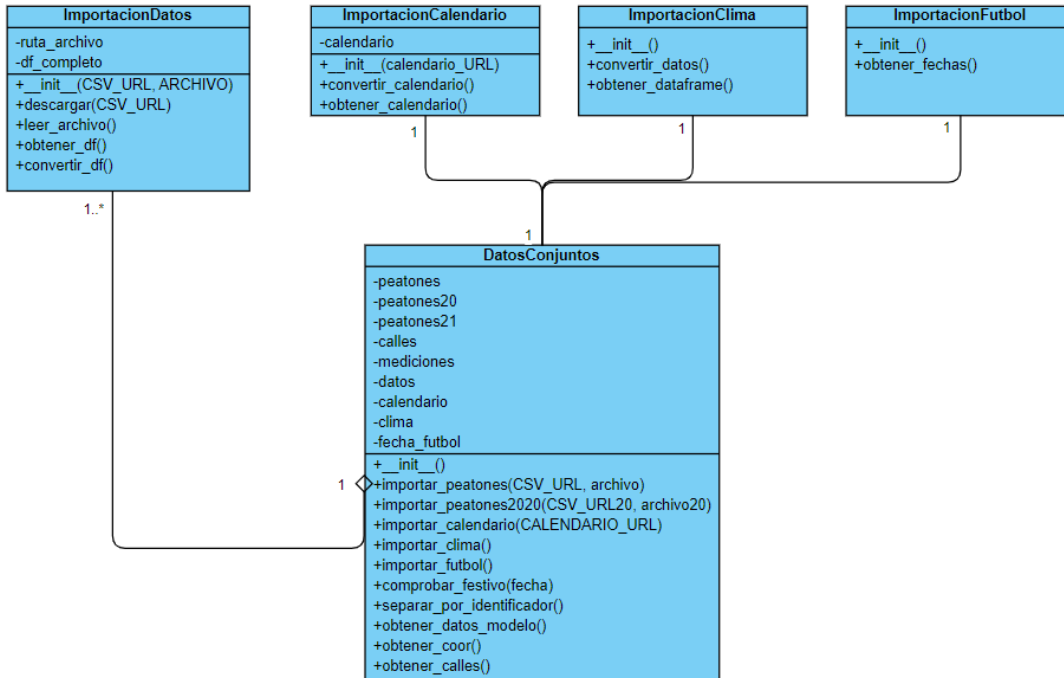 ImportacionDatos
-ruta_archivo
-df_completo
+__init__(CSV_URL, ARCHIVO)
+descargar(CSV_URL)
+leer_archivo()
+obtener_df()
+convertir_df()
1..*
ImportacionCalendario
-calendario
+__init__(calendario_URL)
+convertir_calendario()
+obtener_calendario()
1
ImportacionClima
+__init__()
+convertir_datos()
+obtener_dataframe()
1
ImportacionFutbol
+__init__()
+obtener_fechas()
1
1
DatosConjuntos
-peatones
-peatones20
-peatones21
-calles
-mediciones
-datos
-calendario
-clima
-fecha_futbol
+__init__()
1
+importar_peatones(CSV_URL, archivo)
+importar_peatones2020(CSV_URL20, archivo20)
+importar_calendario(CALENDARIO_URL)
+importar_clima()
+importar_futbol()
+comprobar_festivo(fecha)
+separar_por_identificador()
+obtener_datos_modelo()
+obtener_coor()
+obtener_calles()